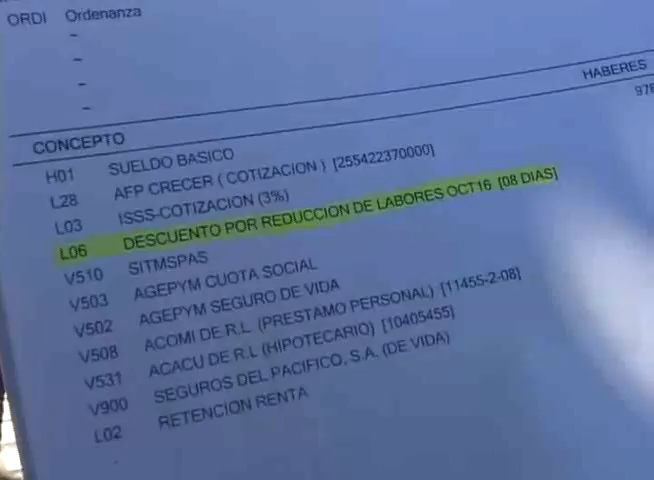 ORDI Ordenanza
-
-
-
-
HABERES
CONCEPTO
978
H01 SUELDO BASICO
L28 AFP CRECER ( COTIZACION ) [255422370000]
L03 ISSS-COTIZACION (3%)
L06 DESCUENTO POR REDUCCION DE LABORES OCT16 [08 DIAS]
V510 SITMSPAS
V503 AGEPYM CUOTA SOCIAL
V502 AGEPYM SEGURO DE VIDA
V508 ACOMI DE R.L (PRESTAMO PERSONAL) [11455-2-08]
V531 ACACU DE R.L (HIPOTECARIO) [10405455]
V900 SEGUROS DEL PACIFICO, S.A. (DE VIDA)
L02 RETENCION RENTA